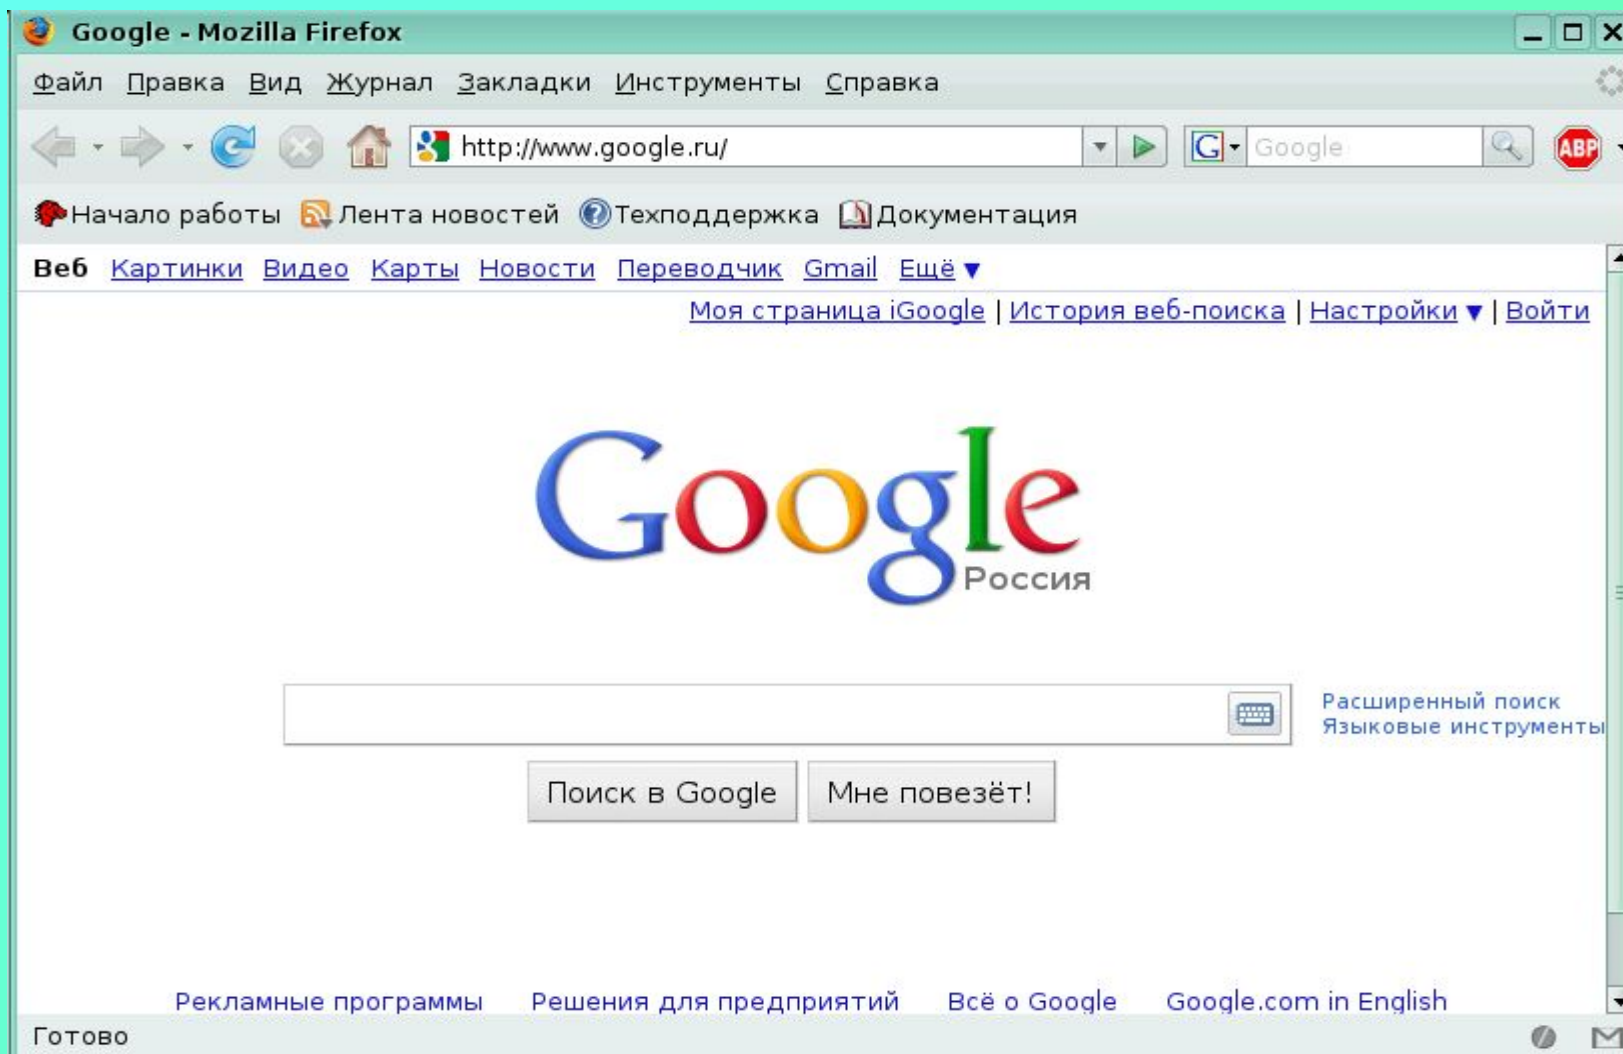 Google - Mozilla Firefox
Файл Правка Вид Журнал Закладки Инструменты Справка
http://www.google.ru/ G Google ABP
Начало работы Лента новостей Техподдержка Документация
Веб Картинки Видео Карты Новости Переводчик Gmail Ещё ▼
Моя страница iGoogle | История веб-поиска | Настройки ▼ | Войти
Google
Россия
Расширенный поиск
Языковые инструменты
Поиск в Google Мне повезёт!
Рекламные программы Решения для предприятий Всё о Google Google.com in English
Готово